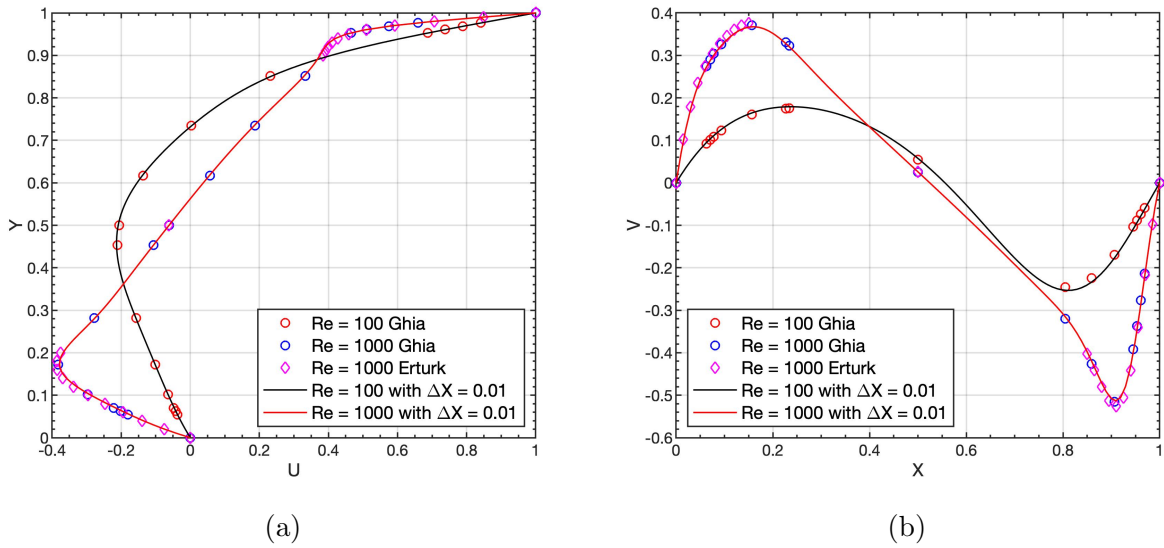 1
0.9
0.8
0.7
0.6
0.5
0.4
0.3
0.2
0.1
0
Y
-0.4 -0.2 0 0.2 0.4 0.6 0.8 1
U
Re = 100 Ghia
Re = 1000 Ghia
Re = 1000 Erturk
Re = 100 with ΔX = 0.01
Re = 1000 with ΔX = 0.01
(a)
0.4
0.3
0.2
0.1
0
-0.1
-0.2
-0.3
-0.4
-0.5
-0.6
V
0 0.2 0.4 0.6 0.8 1
X
Re = 100 Ghia
Re = 1000 Ghia
Re = 1000 Erturk
Re = 100 with ΔX = 0.01
Re = 1000 with ΔX = 0.01
(b)